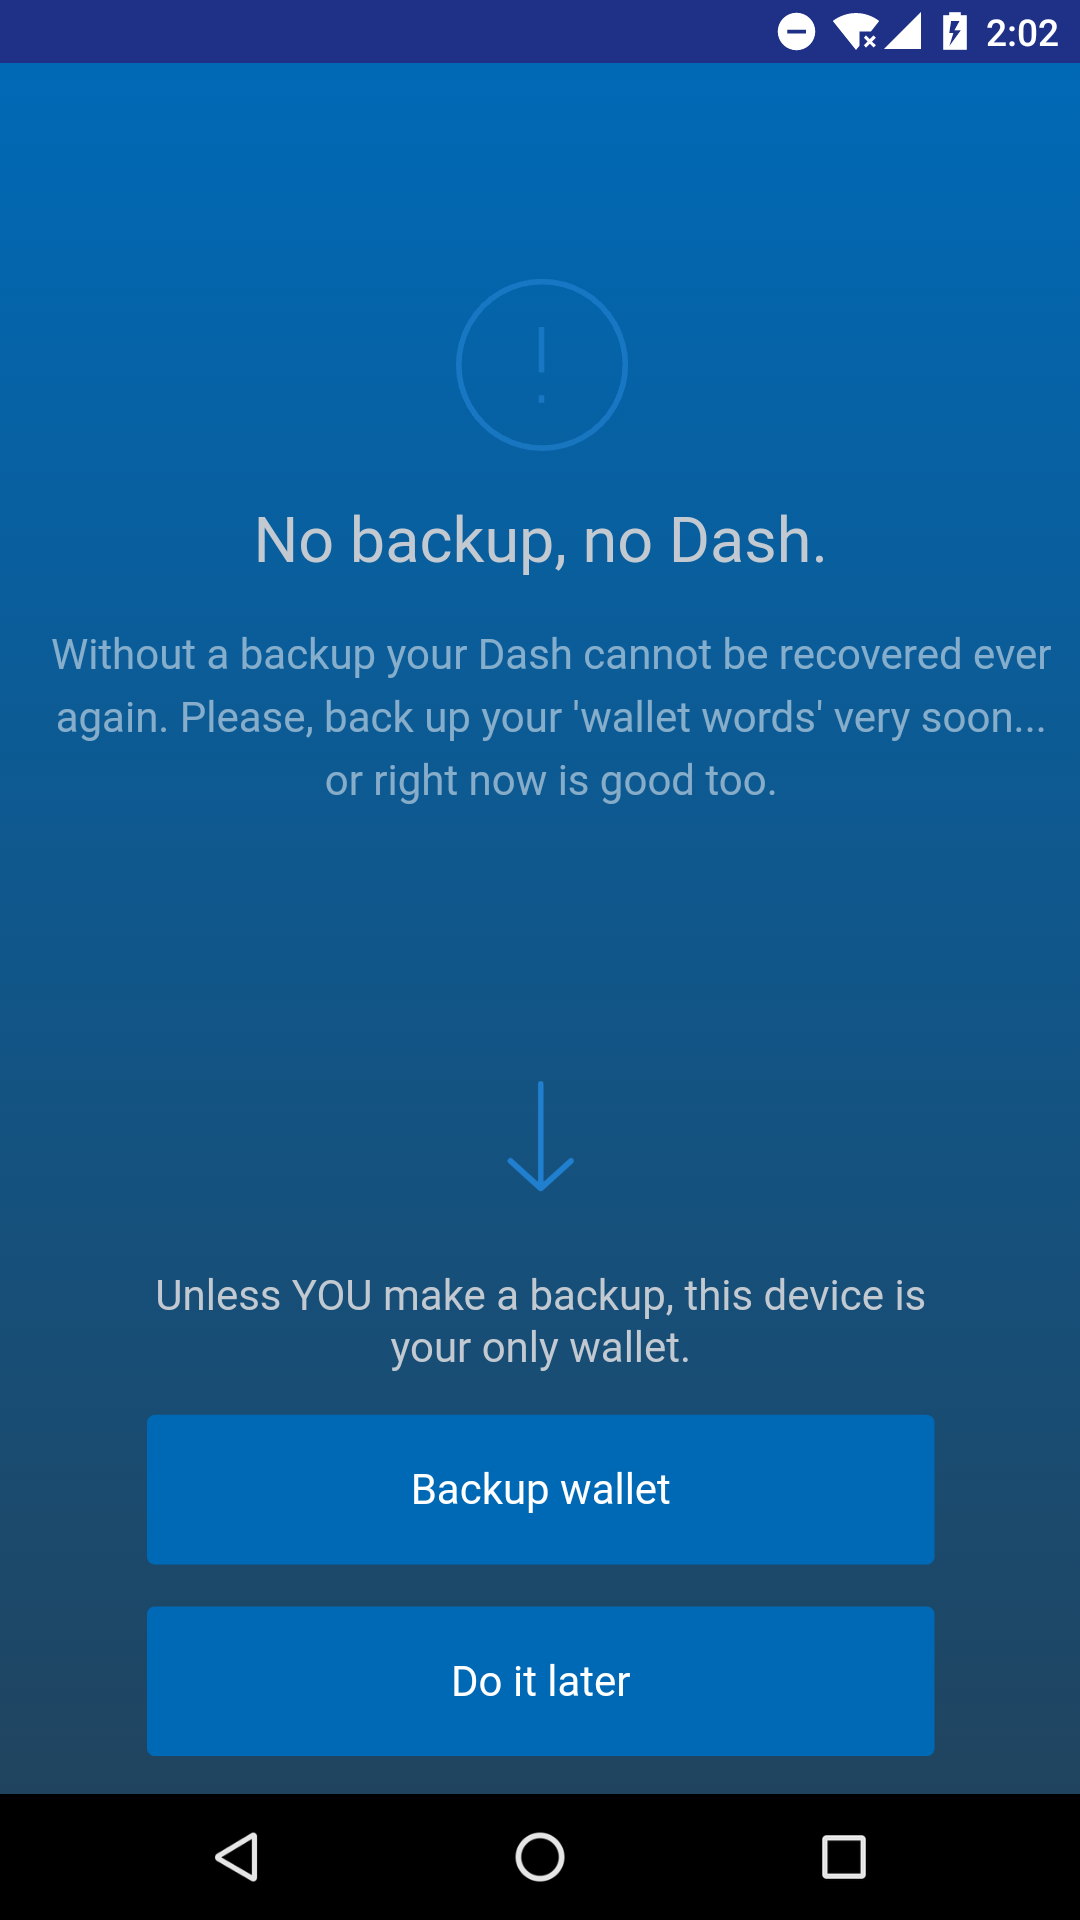 2:02
No backup, no Dash.
Without a backup your Dash cannot be recovered ever
again. Please, back up your 'wallet words' very soon...
or right now is good too.
Unless YOU make a backup, this device is
your only wallet.
Backup wallet
Do it later